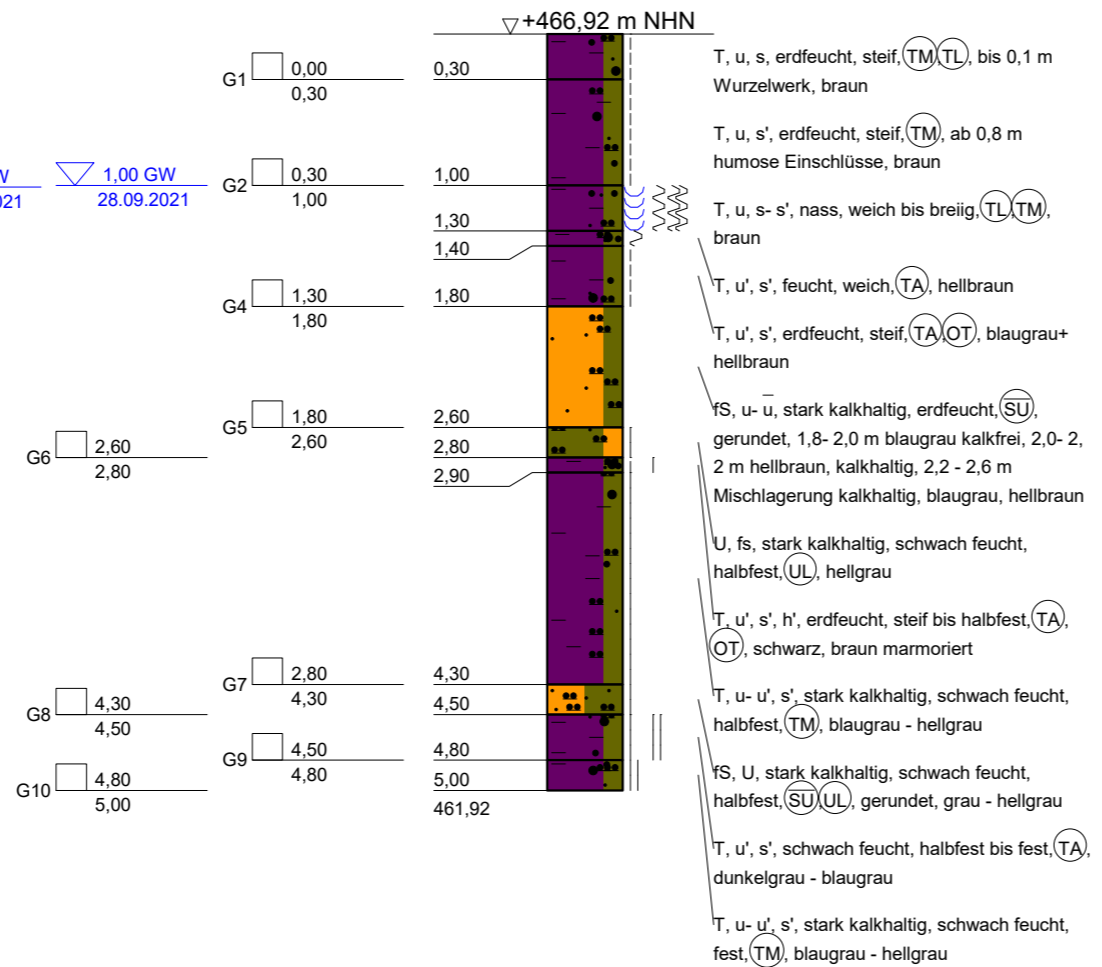 +466,92 m NHN
G1 0,00
0,30
0,30
T, u, s, erdfeucht, steif, TM, TL, bis 0,1 m
Wurzelwerk, braun
T, u, s', erdfeucht, steif, TM, ab 0,8 m
humose Einschlüsse, braun
W
021
1,00 GW
28.09.2021
G2 0,30
1,00
1,00
T, u, s- s', nass, weich bis breiig, TL, TM,
braun
1,30
1,40
T, u', s', feucht, weich, TA, hellbraun
G4 1,30
1,80
1,80
T, u', s', erdfeucht, steif, TA, OT, blaugrau+
hellbraun
fS, u- ū, stark kalkhaltig, erdfeucht, S̅U̅,
gerundet, 1,8- 2,0 m blaugrau kalkfrei, 2,0- 2,
2 m hellbraun, kalkhaltig, 2,2 - 2,6 m
Mischlagerung kalkhaltig, blaugrau, hellbraun
G5 1,80
2,60
2,60
G6 2,60
2,80
2,80
2,90
U, fs, stark kalkhaltig, schwach feucht,
halbfest, UL, hellgrau
T, u', s', h', erdfeucht, steif bis halbfest, TA,
OT, schwarz, braun marmoriert
G7 2,80
4,30
4,30
T, u- u', s', stark kalkhaltig, schwach feucht,
halbfest, TM, blaugrau - hellgrau
G8 4,30
4,50
4,50
G9 4,50
4,80
4,80
fS, U, stark kalkhaltig, schwach feucht,
halbfest, S̅U̅, UL, gerundet, grau - hellgrau
G10 4,80
5,00
5,00
461,92
T, u', s', schwach feucht, halbfest bis fest, TA,
dunkelgrau - blaugrau
T, u- u', s', stark kalkhaltig, schwach feucht,
fest, TM, blaugrau - hellgrau